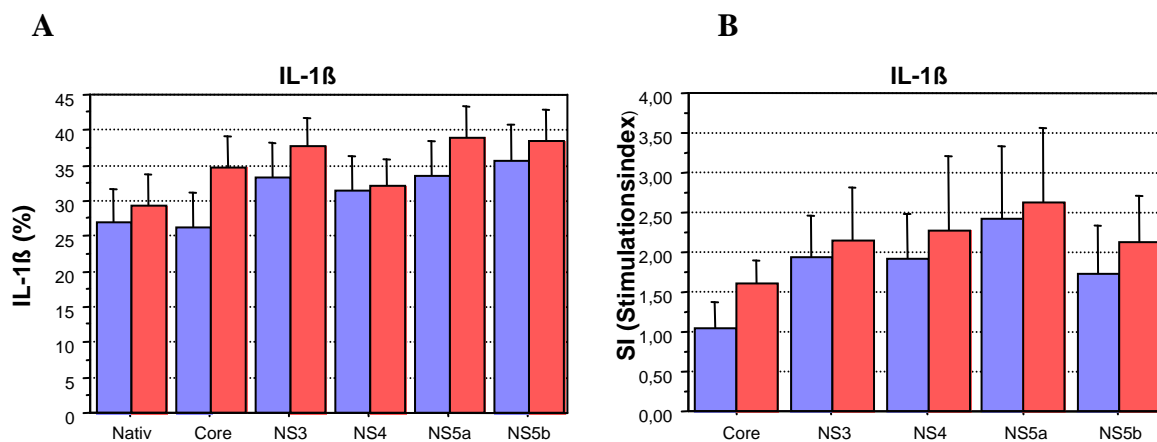 A
B
IL-1ß
IL-1ß
IL-1ß (%)
45
40
35
30
25
20
15
10
5
0
Nativ Core NS3 NS4 NS5a NS5b
SI (Stimulationsindex)
4,00
3,50
3,00
2,50
2,00
1,50
1,00
0,50
0,00
Core NS3 NS4 NS5a NS5b